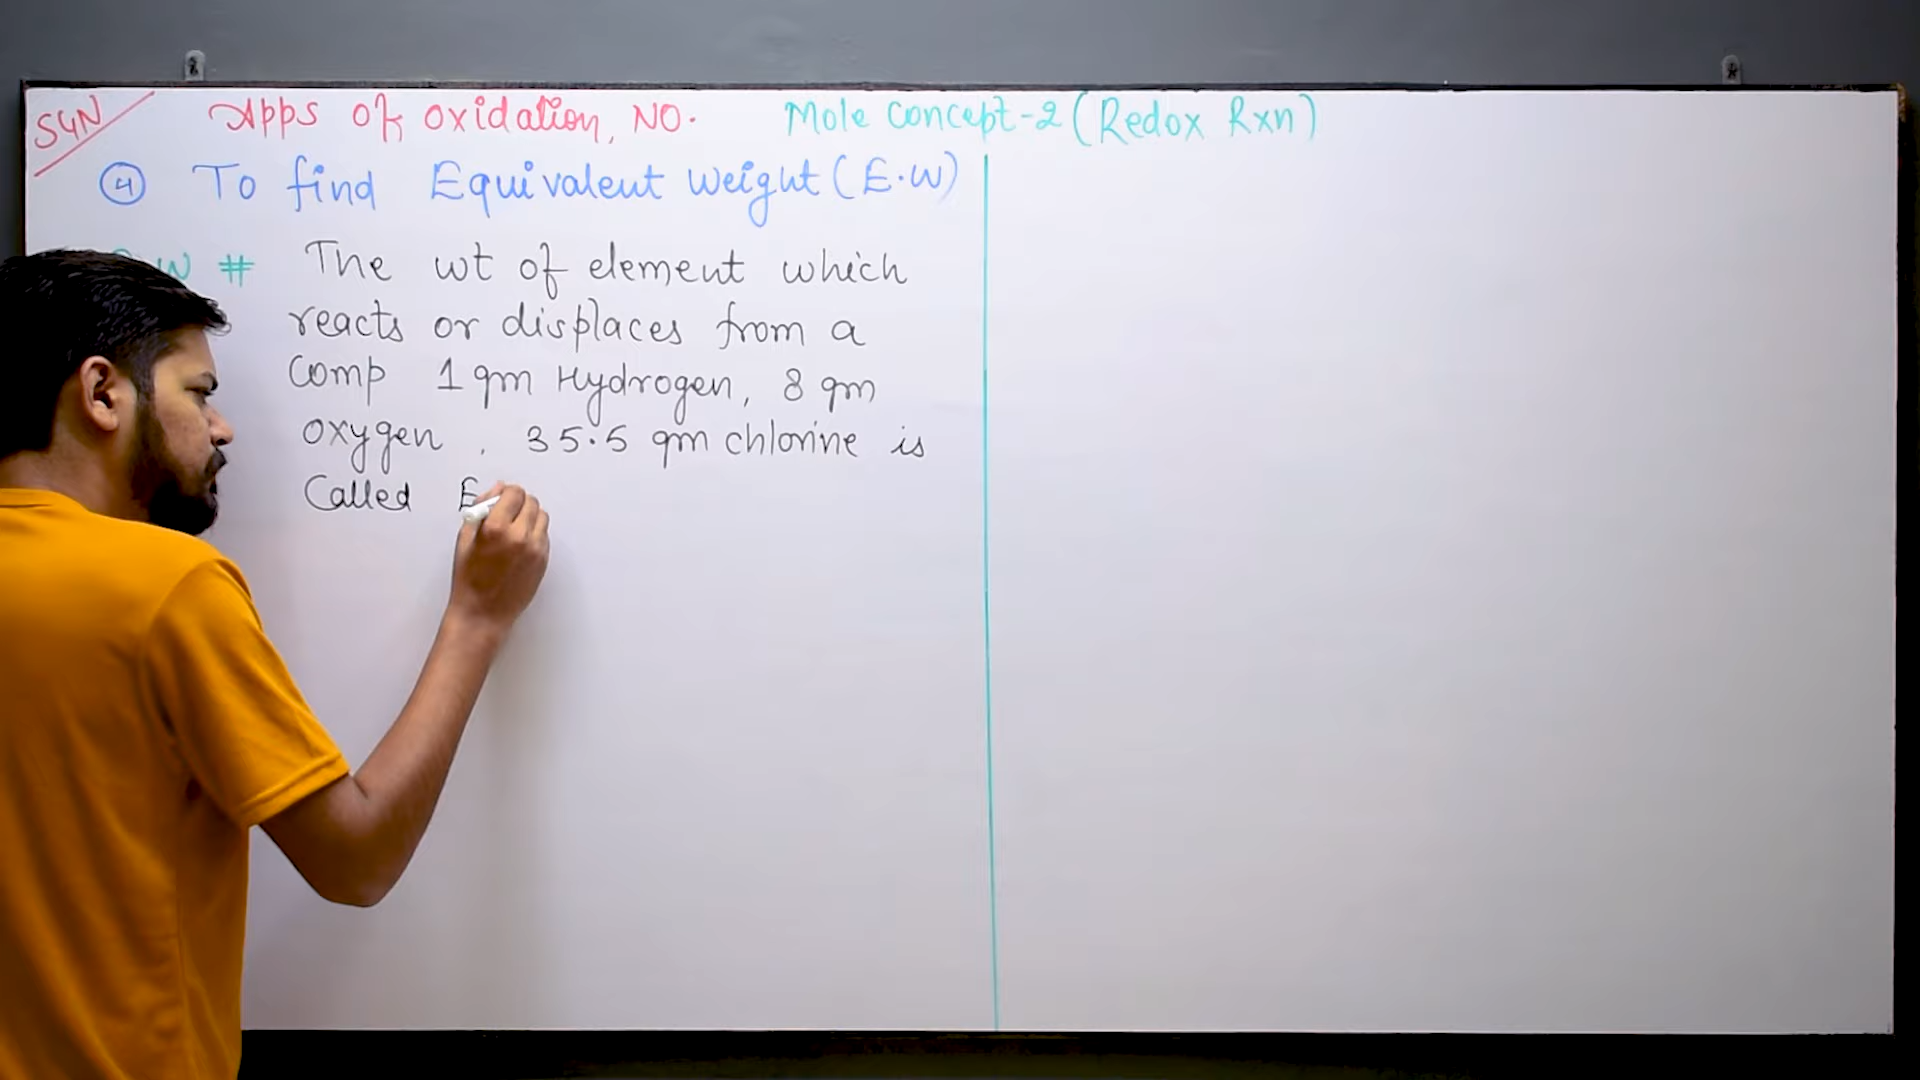 SGN Apps of oxidation NO. Mole Concept-2 (Redox Rxn)
④ To find Equivalent weight (E.W)
W # The wt of element which
reacts or displaces from a
Comp 1 gm Hydrogen, 8 gm
oxygen, 35.5 gm chlorine is
Called E